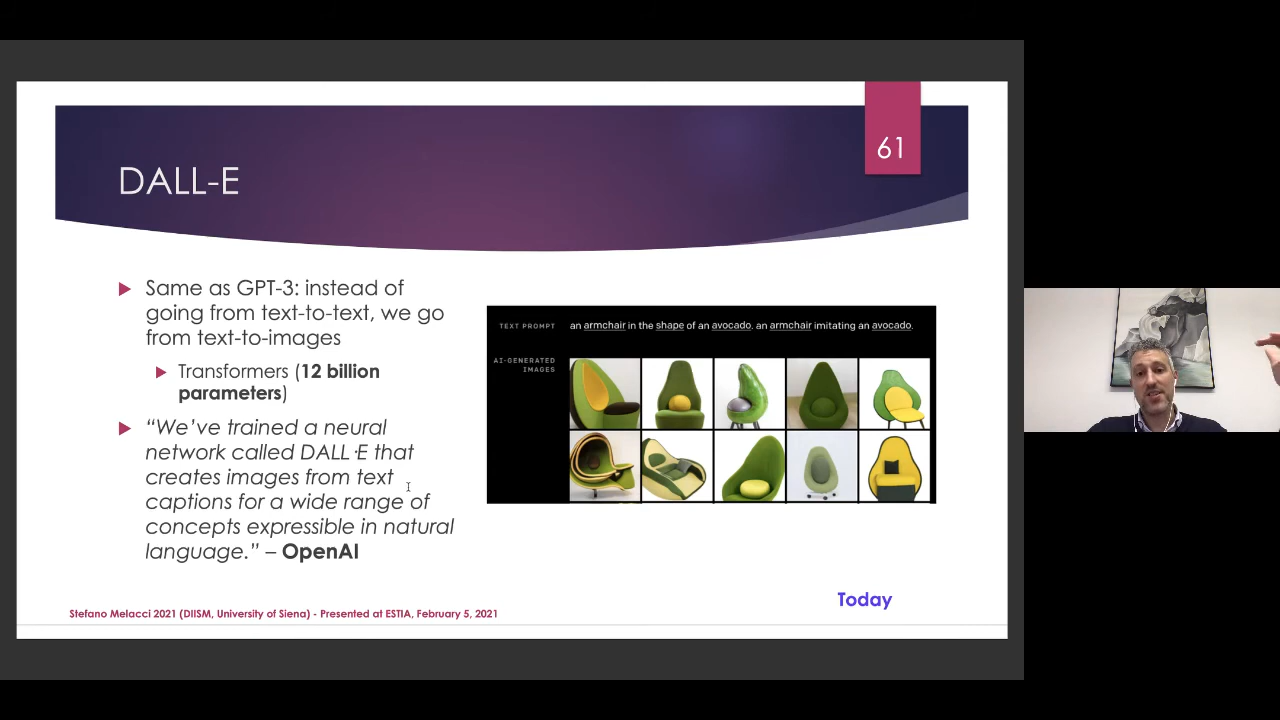 61
DALL-E
Same as GPT-3: instead of
going from text-to-text, we go
from text-to-images
Transformers (12 billion
parameters)
“We’ve trained a neural
network called DALL·E that
creates images from text
captions for a wide range of
concepts expressible in natural
language.” – OpenAI
TEXT PROMPT
an armchair in the shape of an avocado. an armchair imitating an avocado.
AI-GENERATED
IMAGES
Today
Stefano Melacci 2021 (DIISM, University of Siena) - Presented at ESTIA, February 5, 2021